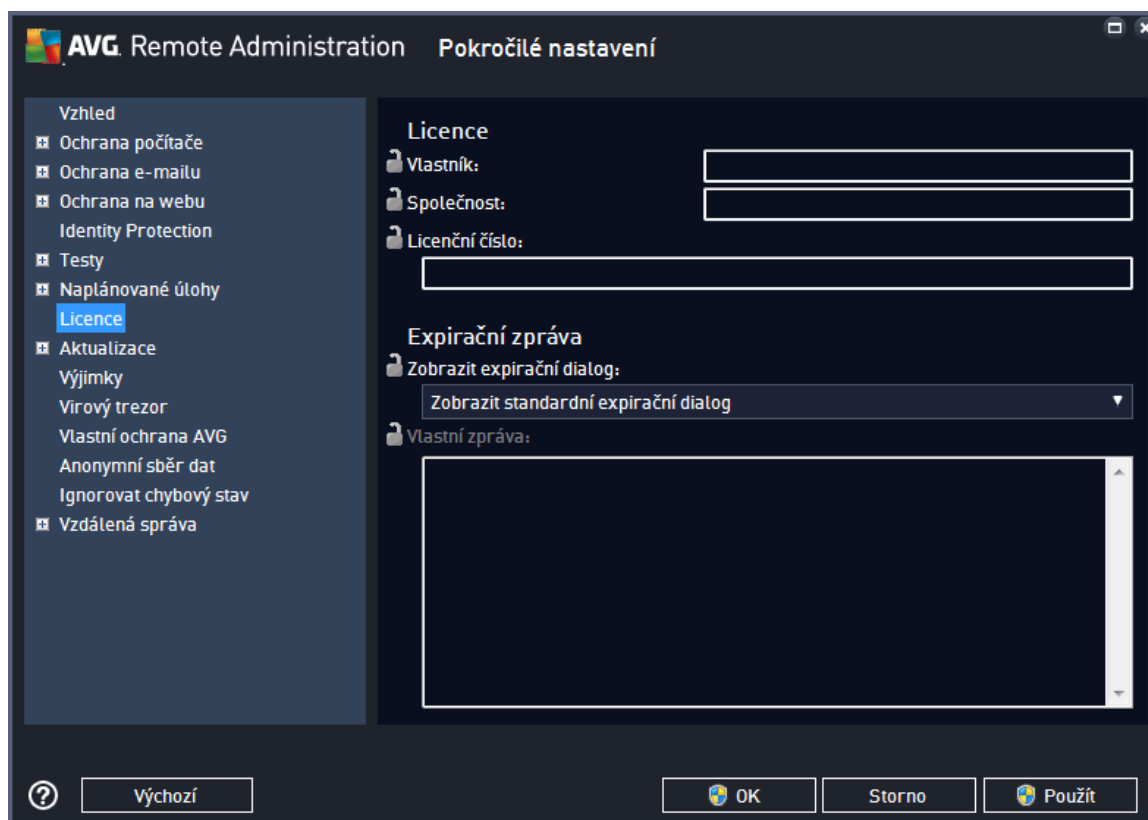 AVG. Remote Administration Pokročilé nastavení
Vzhled
Ochrana počítače
Ochrana e-mailu
Ochrana na webu
Identity Protection
Testy
Naplánované úlohy
Licence
Aktualizace
Výjimky
Virový trezor
Vlastní ochrana AVG
Anonymní sběr dat
Ignorovat chybový stav
Vzdálená správa
Licence
Vlastník:
Společnost:
Licenční číslo:
Expirační zpráva
Zobrazit expirační dialog:
Zobrazit standardní expirační dialog
Vlastní zpráva:
Výchozí
OK
Storno
Použít